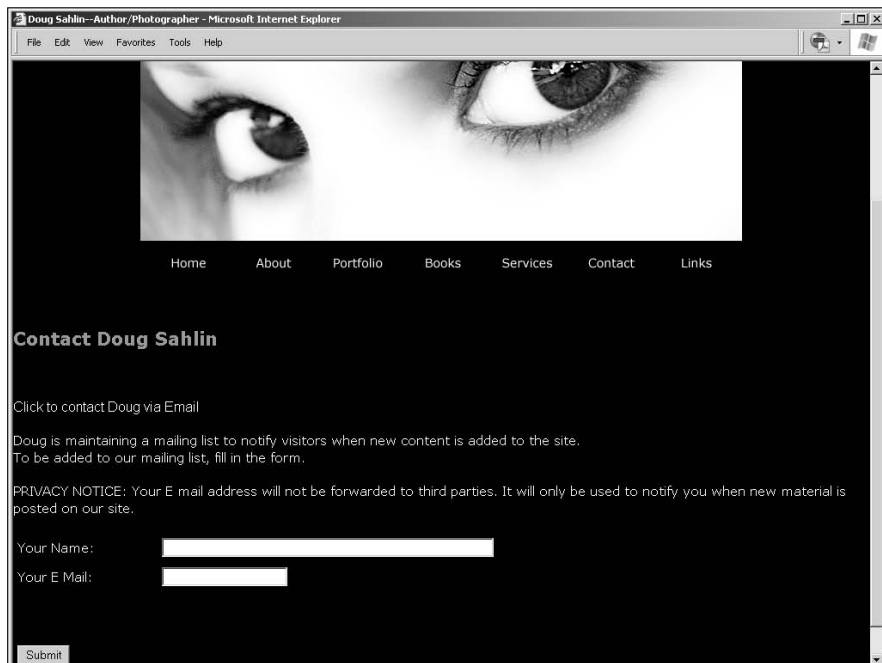 Doug Sahlin--Author/Photographer - Microsoft Internet Explorer
File Edit View Favorites Tools Help
Home About Portfolio Books Services Contact Links
Contact Doug Sahlin
Click to contact Doug via Email
Doug is maintaining a mailing list to notify visitors when new content is added to the site.
To be added to our mailing list, fill in the form.
PRIVACY NOTICE: Your E mail address will not be forwarded to third parties. It will only be used to notify you when new material is
posted on our site.
Your Name:
Your E Mail:
Submit